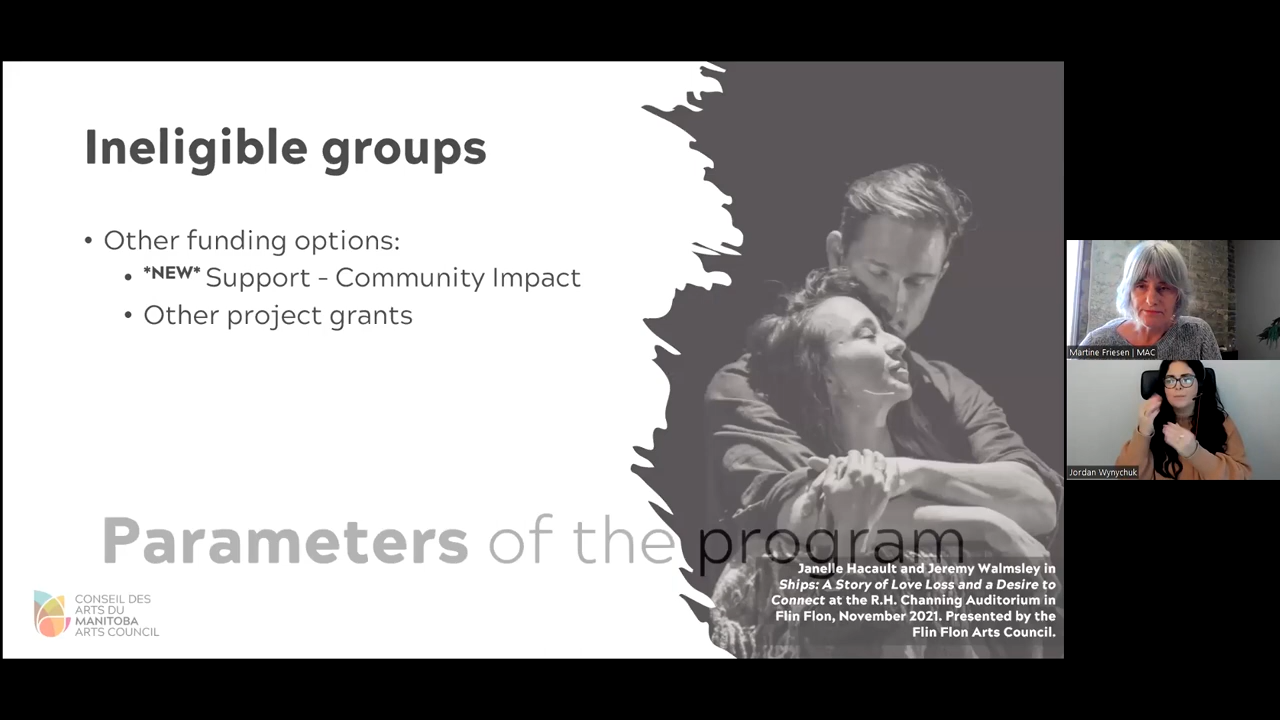 Ineligible groups
• Other funding options:
• *NEW* Support – Community Impact
• Other project grants
Parameters of the program
CONSEIL DES
ARTS DU
MANITOBA
ARTS COUNCIL
Janelle Hacault and Jeremy Walmsley in
Ships: A Story of Love Loss and a Desire to
Connect at the R.H. Channing Auditorium in
Flin Flon, November 2021. Presented by the
Flin Flon Arts Council.
Martine Friesen | MAC
Jordan Wynychuk